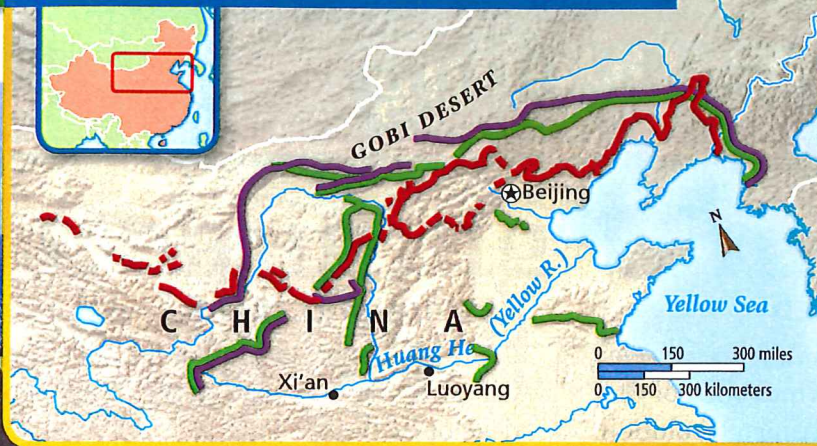 GOBI DESERT
Beijing
N
CHINA
(Yellow R.)
Yellow Sea
Huang He
Xi'an
Luoyang
0 150 300 miles
0 150 300 kilometers